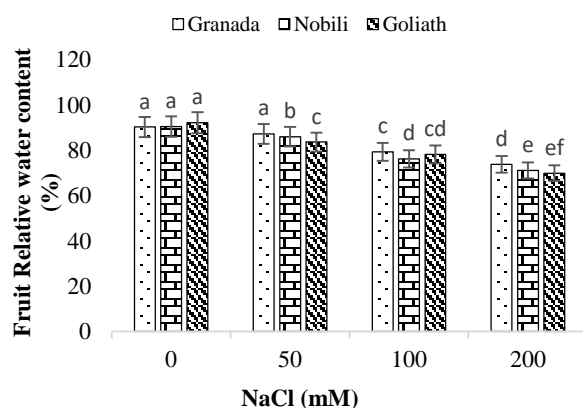 Granada Nobili Goliath
120
100
80
60
40
20
0
a a a a b c c d cd d e ef
0 50 100 200
NaCl (mM)
Fruit Relative water content
(%)